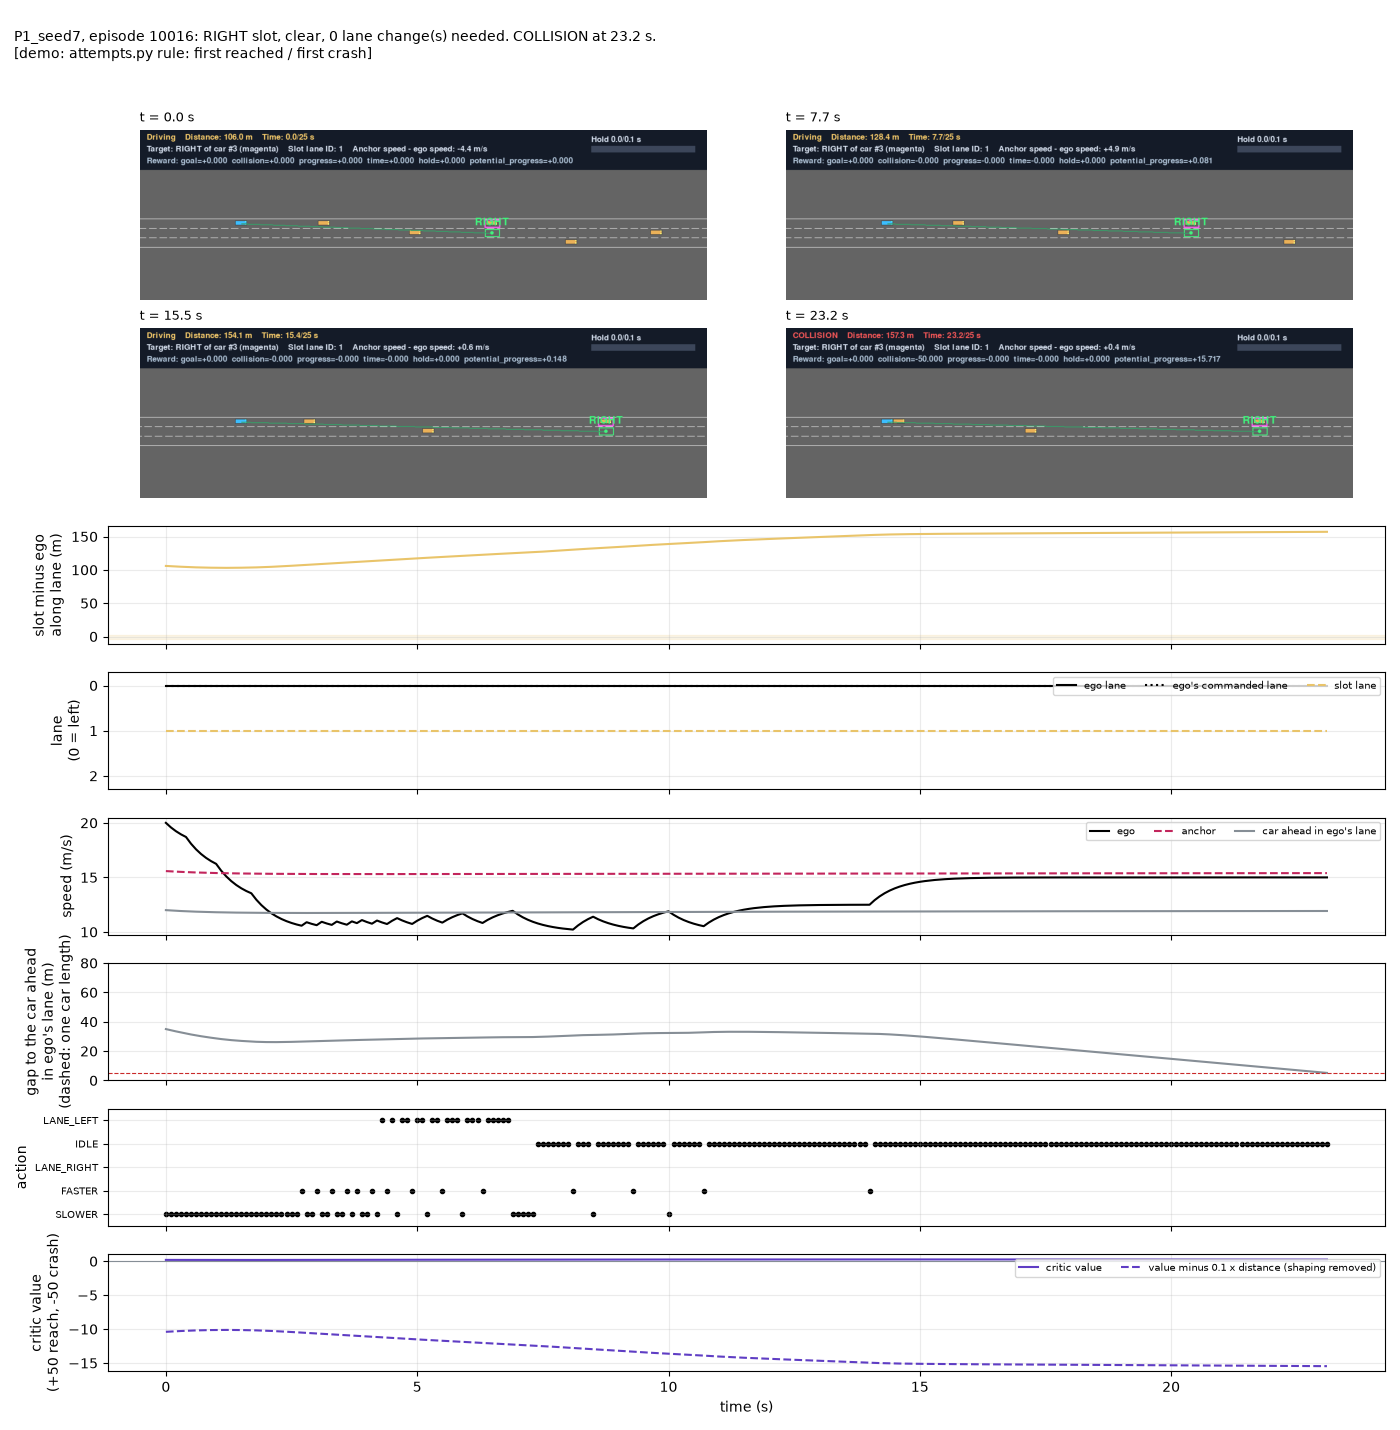 P1_seed7, episode 10016: RIGHT slot, clear, 0 lane change(s) needed. COLLISION at 23.2 s.
[demo: attempts.py rule: first reached / first crash]
t = 0.0 s
Driving Distance: 106.0 m Time: 0.0/25 s
Hold 0.0/0.1 s
Target: RIGHT of car #3 (magenta) Slot lane ID: 1 Anchor speed - ego speed: -4.4 m/s
Reward: goal=+0.000 collision=+0.000 progress=+0.000 time=+0.000 hold=+0.000 potential_progress=+0.000
RIGHT
t = 7.7 s
Driving Distance: 128.4 m Time: 7.7/25 s
Hold 0.0/0.1 s
Target: RIGHT of car #3 (magenta) Slot lane ID: 1 Anchor speed - ego speed: +4.9 m/s
Reward: goal=+0.000 collision=-0.000 progress=-0.000 time=-0.000 hold=+0.000 potential_progress=+0.081
RIGHT
t = 15.5 s
Driving Distance: 154.1 m Time: 15.4/25 s
Hold 0.0/0.1 s
Target: RIGHT of car #3 (magenta) Slot lane ID: 1 Anchor speed - ego speed: +0.6 m/s
Reward: goal=+0.000 collision=-0.000 progress=-0.000 time=-0.000 hold=+0.000 potential_progress=+0.148
RIGHT
t = 23.2 s
COLLISION Distance: 157.3 m Time: 23.2/25 s
Hold 0.0/0.1 s
Target: RIGHT of car #3 (magenta) Slot lane ID: 1 Anchor speed - ego speed: +0.4 m/s
Reward: goal=+0.000 collision=-50.000 progress=-0.000 time=-0.000 hold=+0.000 potential_progress=+15.717
RIGHT
slot minus ego
along lane (m)
150
100
50
0
lane
(0 = left)
0
1
2
ego lane
ego's commanded lane
slot lane
speed (m/s)
20
15
10
ego
anchor
car ahead in ego's lane
gap to the car ahead
in ego's lane (m)
(dashed: one car length)
80
60
40
20
0
action
LANE_LEFT
IDLE
LANE_RIGHT
FASTER
SLOWER
critic value
(+50 reach, -50 crash)
0
−5
−10
−15
critic value
value minus 0.1 x distance (shaping removed)
0
5
10
15
20
time (s)